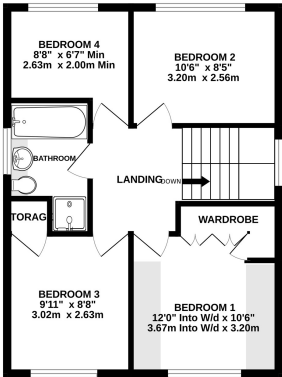 BEDROOM 4
8'8" x 6'7" Min
2.63m x 2.00m Min
BEDROOM 2
10'6" x 8'5"
3.20m x 2.56m
BATHROOM
LANDING
DOWN
TORAG
WARDROBE
BEDROOM 3
9'11" x 8'8"
3.02m x 2.63m
BEDROOM 1
12'0" Into W/d x 10'6"
3.67m Into W/d x 3.20m